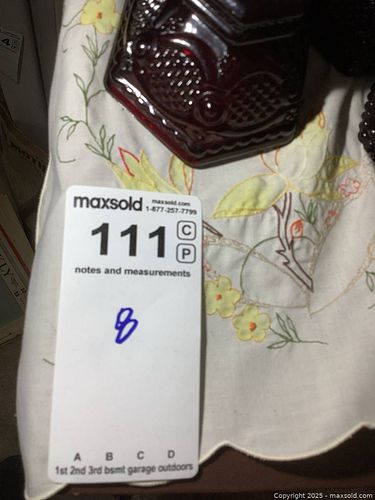 maxsold maxsold.com
1-877-257-7799
111 C
P
notes and measurements
8
A B C D
1st 2nd 3rd bsmt garage outdoors
Copyright 2025 - maxsold.com